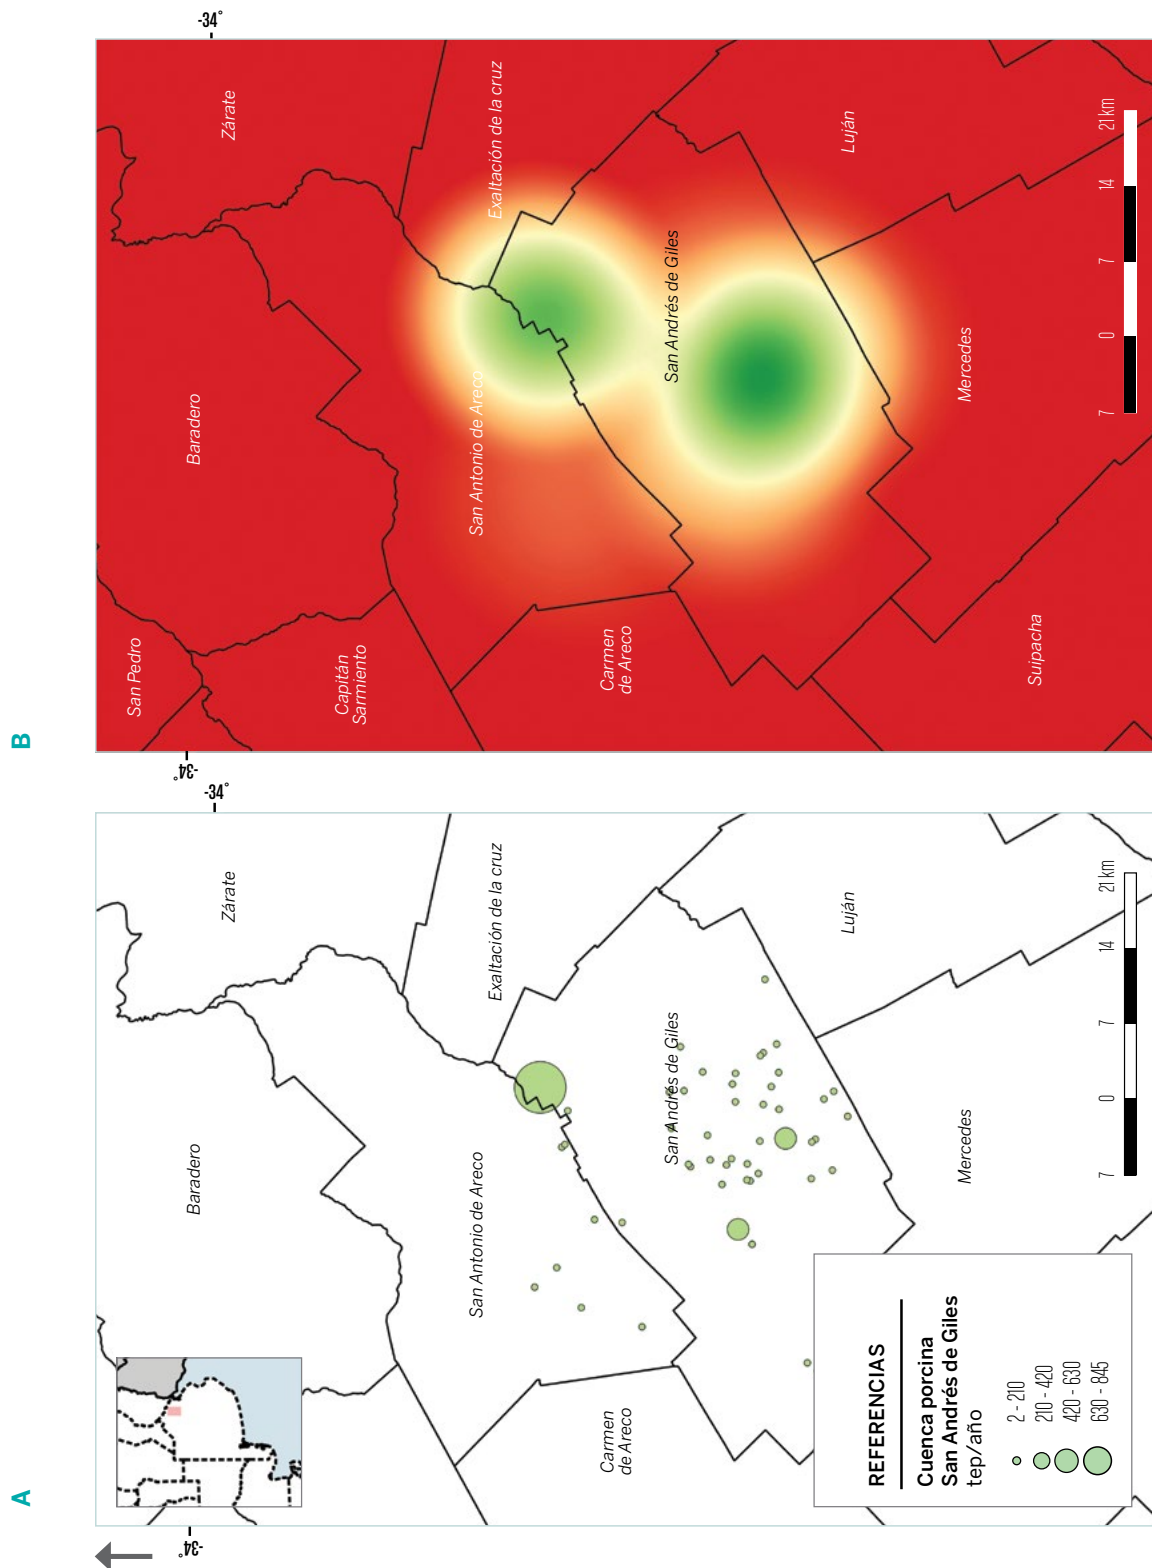 A
-34°
-34°
Zárate
Baradero
Exaltación de la cruz
San Antonio de Areco
Carmen
de Areco
San Andrés de Giles
Luján
Mercedes
7
0
7
14
21 km
REFERENCIAS
Cuenca porcina
San Andrés de Giles
tep/año
2 - 210
210 - 420
420 - 630
630 - 845
B
-34°
-34°
San Pedro
Baradero
Zárate
Capitán
Sarmiento
Exaltación de la cruz
San Antonio de Areco
Carmen
de Areco
San Andrés de Giles
Luján
Mercedes
Suipacha
7
0
7
14
21 km